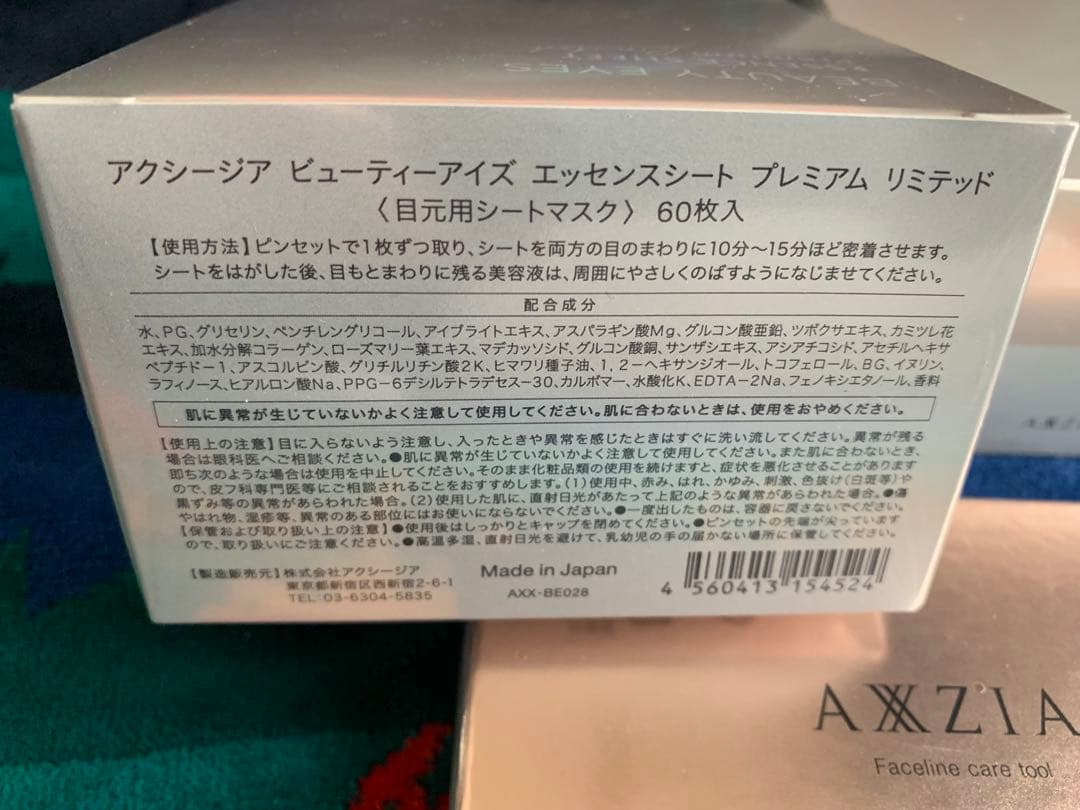 BEAUTY EYES
アクシージア ビューティーアイズ エッセンスシート プレミアム リミテッド
〈目元用シートマスク〉 60枚入
【使用方法】ピンセットで1枚ずつ取り、シートを両方の目のまわりに10分〜15分ほど密着させます。
シートをはがした後、目もとまわりに残る美容液は、周囲にやさしくのばすようになじませてください。
配合成分
水、PG、グリセリン、ペンチレングリコール、アイブライトエキス、アスパラギン酸Mg、グルコン酸亜鉛、ツボクサエキス、カミツレ花
エキス、加水分解コラーゲン、ローズマリー葉エキス、マデカッソシド、グルコン酸銅、サンザシエキス、アシアチコシド、アセチルヘキサ
ペプチド-1、アスコルビン酸、グリチルリチン酸2K、ヒマワリ種子油、1,2-ヘキサンジオール、トコフェロール、BG、イヌリン、
ラフィノース、ヒアルロン酸Na、PPG-6デシルテトラデセス-30、カルボマー、水酸化K、EDTA-2Na、フェノキシエタノール、香料
肌に異常が生じていないかよく注意して使用してください。肌に合わないときは、使用をおやめください。
【使用上の注意】目に入らないよう注意し、入ったときや異常を感じたときはすぐに洗い流してください。異常が残る
場合は眼科医へご相談ください。●肌に異常が生じていないかよく注意して使用してください。また肌に合わないとき、
即ち次のような場合は使用を中止してください。そのまま化粧品類の使用を続けますと、症状を悪化させることがあります
ので、皮フ科専門医等にご相談されることをおすすめします。(1)使用中、赤み、はれ、かゆみ、刺激、色抜け(白斑等)や
黒ずみ等の異常があらわれた場合。(2)使用した肌に、直射日光があたって上記のような異常があらわれた場合。●傷
やはれ物、湿疹等、異常のある部位にはお使いにならないでください。●一度出したものは、容器に戻さないでください。
【保管および取り扱い上の注意】●使用後はしっかりとキャップを閉めてください。●ピンセットの先端が尖っています
ので、取り扱いにご注意ください。●高温多湿、直射日光を避けて、乳幼児の手の届かない場所に保管してください。
【製造販売元】株式会社アクシージア
東京都新宿区西新宿2-6-1
TEL:03-6304-5835
Made in Japan
AXX-BE028
4 560413 154524
AXXZIA
Faceline care tool